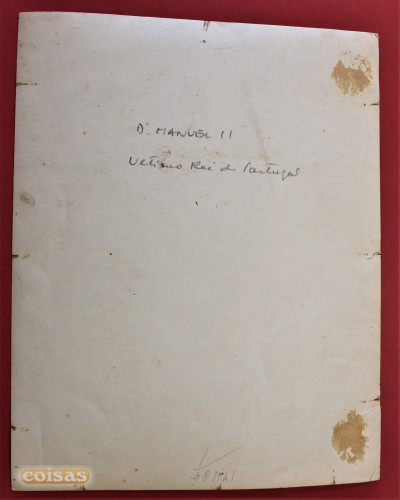 D. MANUEL II
Ultimo Rei de Portugal
coisas